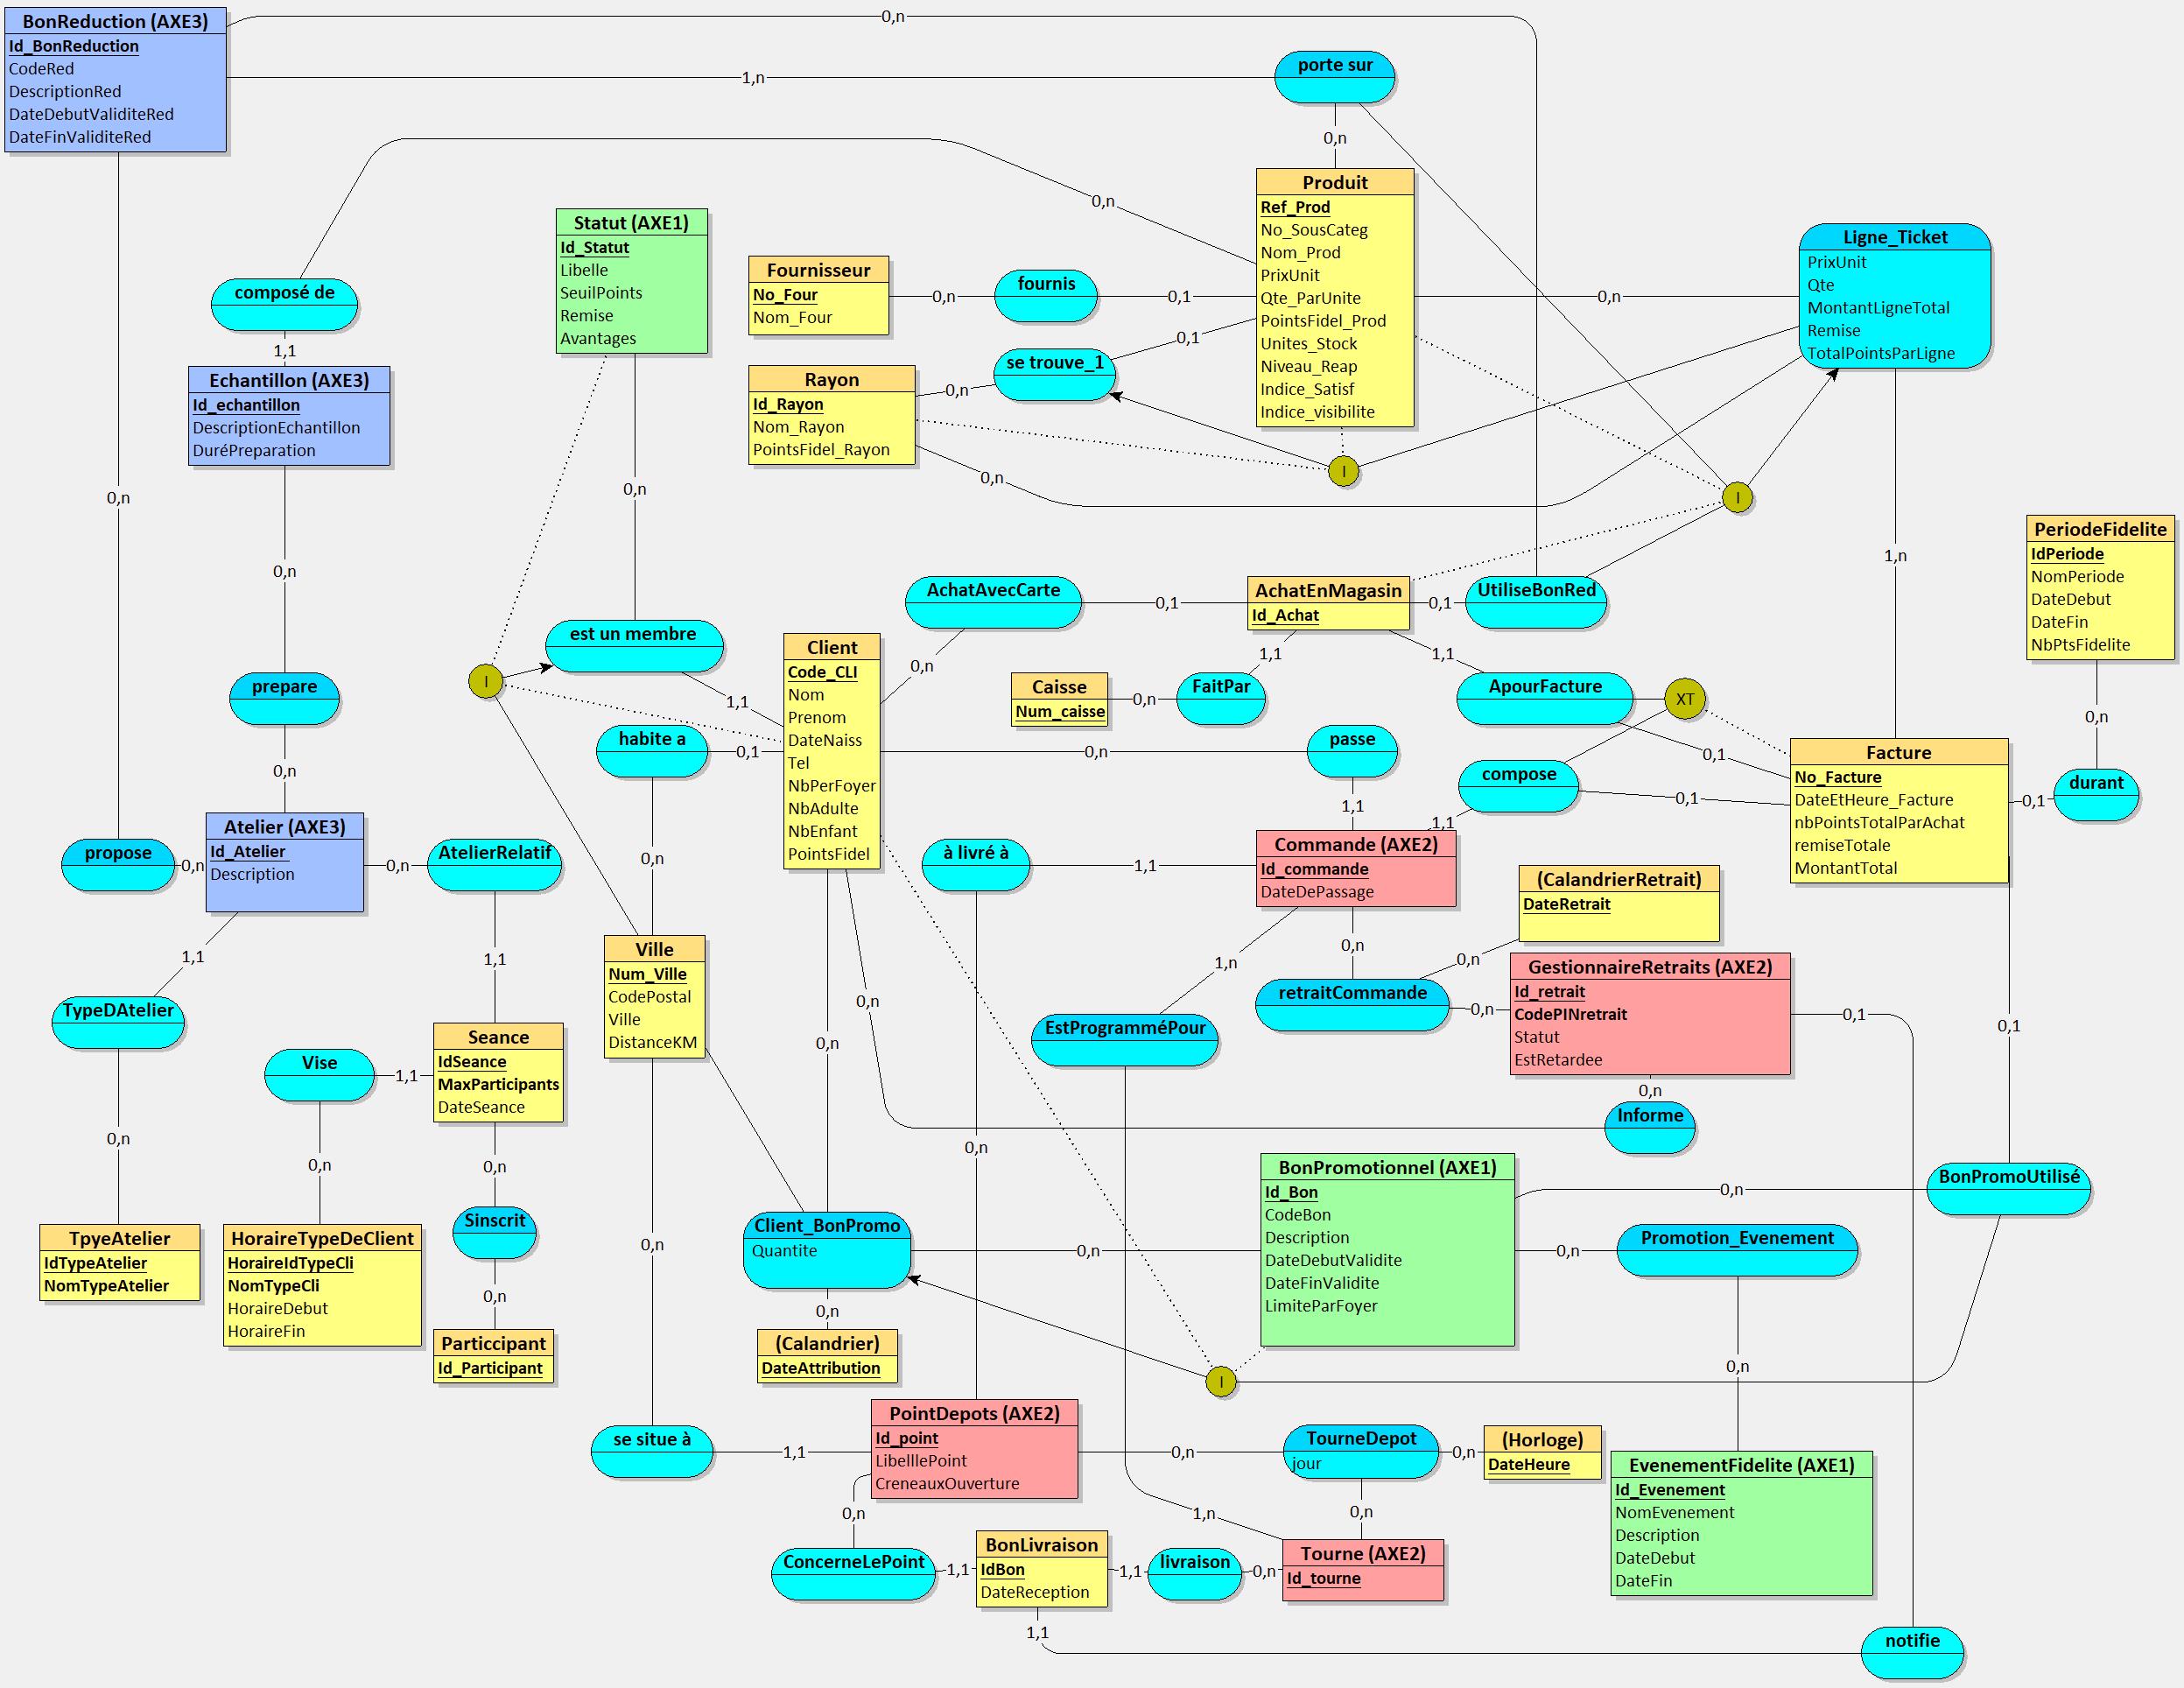 BonReduction (AXE3)
Id_BonReduction
CodeRed
DescriptionRed
DateDebutValiditeRed
DateFinValiditeRed
0,n
1,n
porte sur
0,n
0,n
Produit
Ref_Prod
No_SousCateg
Nom_Prod
PrixUnit
Qte_ParUnite
PointsFidel_Prod
Unites_Stock
Niveau_Reap
Indice_Satisf
Indice_visibilite
Statut (AXE1)
Id_Statut
Libelle
SeuilPoints
Remise
Avantages
Ligne_Ticket
PrixUnit
Qte
MontantLigneTotal
Remise
TotalPointsParLigne
Fournisseur
No_Four
Nom_Four
0,n
fournis
0,1
0,n
composé de
1,1
se trouve_1
0,1
0,n
Echantillon (AXE3)
Id_echantillon
DescriptionEchantillon
DuréPreparation
Rayon
Id_Rayon
Nom_Rayon
PointsFidel_Rayon
0,n
I
I
0,n
0,n
0,n
1,n
PeriodeFidelite
IdPeriode
NomPeriode
DateDebut
DateFin
NbPtsFidelite
0,n
AchatAvecCarte
0,1
AchatEnMagasin
Id_Achat
0,1
UtiliseBonRed
est un membre
1,1
I
Client
Code_CLI
Nom
Prenom
DateNaiss
Tel
NbPerFoyer
NbAdulte
NbEnfant
PointsFidel
0,n
1,1
1,1
Caisse
Num_caisse
0,n
FaitPar
ApourFacture
XT
prepare
habite a
0,1
0,n
passe
0,1
0,n
Facture
No_Facture
DateEtHeure_Facture
nbPointsTotalParAchat
remiseTotale
MontantTotal
0,1
durant
compose
0,1
0,n
1,1
1,1
Atelier (AXE3)
Id_Atelier
Description
propose
0,n
0,n
AtelierRelatif
0,n
à livré à
1,1
Commande (AXE2)
Id_commande
DateDePassage
(CalandrierRetrait)
DateRetrait
1,1
1,1
0,n
1,n
0,n
0,n
Ville
Num_Ville
CodePostal
Ville
DistanceKM
retraitCommande
0,n
GestionnaireRetraits (AXE2)
Id_retrait
CodePINretrait
Statut
EstRetardee
0,1
0,1
TypeDAtelier
EstProgramméPour
0,n
Seance
IdSeance
MaxParticipants
DateSeance
Vise
1,1
0,n
Informe
0,n
0,n
0,n
0,n
BonPromotionnel (AXE1)
Id_Bon
CodeBon
Description
DateDebutValidite
DateFinValidite
LimiteParFoyer
0,n
BonPromoUtilisé
Sinscrit
Client_BonPromo
Quantite
0,n
0,n
Promotion_Evenement
TpyeAtelier
IdTypeAtelier
NomTypeAtelier
HoraireTypeDeClient
HoraireIdTypeCli
NomTypeCli
HoraireDebut
HoraireFin
0,n
0,n
0,n
Particcipant
Id_Participant
(Calandrier)
DateAttribution
0,n
I
PointDepots (AXE2)
Id_point
LibelllePoint
CreneauxOuverture
se situe à
1,1
0,n
TourneDepot
jour
0,n
(Horloge)
DateHeure
EvenementFidelite (AXE1)
Id_Evenement
NomEvenement
Description
DateDebut
DateFin
0,n
1,n
0,n
ConcerneLePoint
1,1
BonLivraison
IdBon
DateReception
1,1
livraison
0,n
Tourne (AXE2)
Id_tourne
1,1
notifie